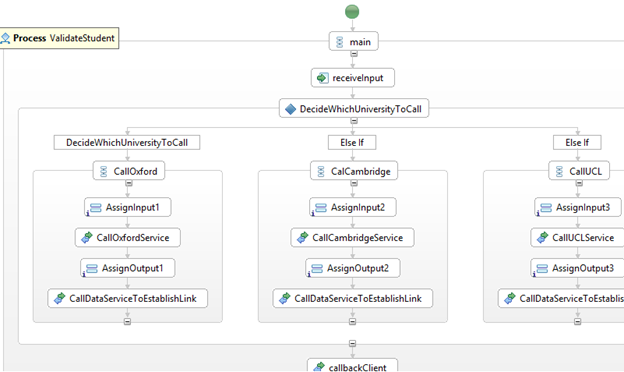 Process ValidateStudent
main
receiveInput
DecideWhichUniversityToCall
DecideWhichUniversityToCall Else If Else If
CallOxford CalCambridge CallUCL
AssignInput1 AssignInput2 AssignInput3
CallOxfordService CallCambridgeService CallUCLService
AssignOutput1 AssignOutput2 AssignOutput3
CallDataServiceToEstablishLink CallDataServiceToEstablishLink CallDataServiceToEstablis
callbackClient